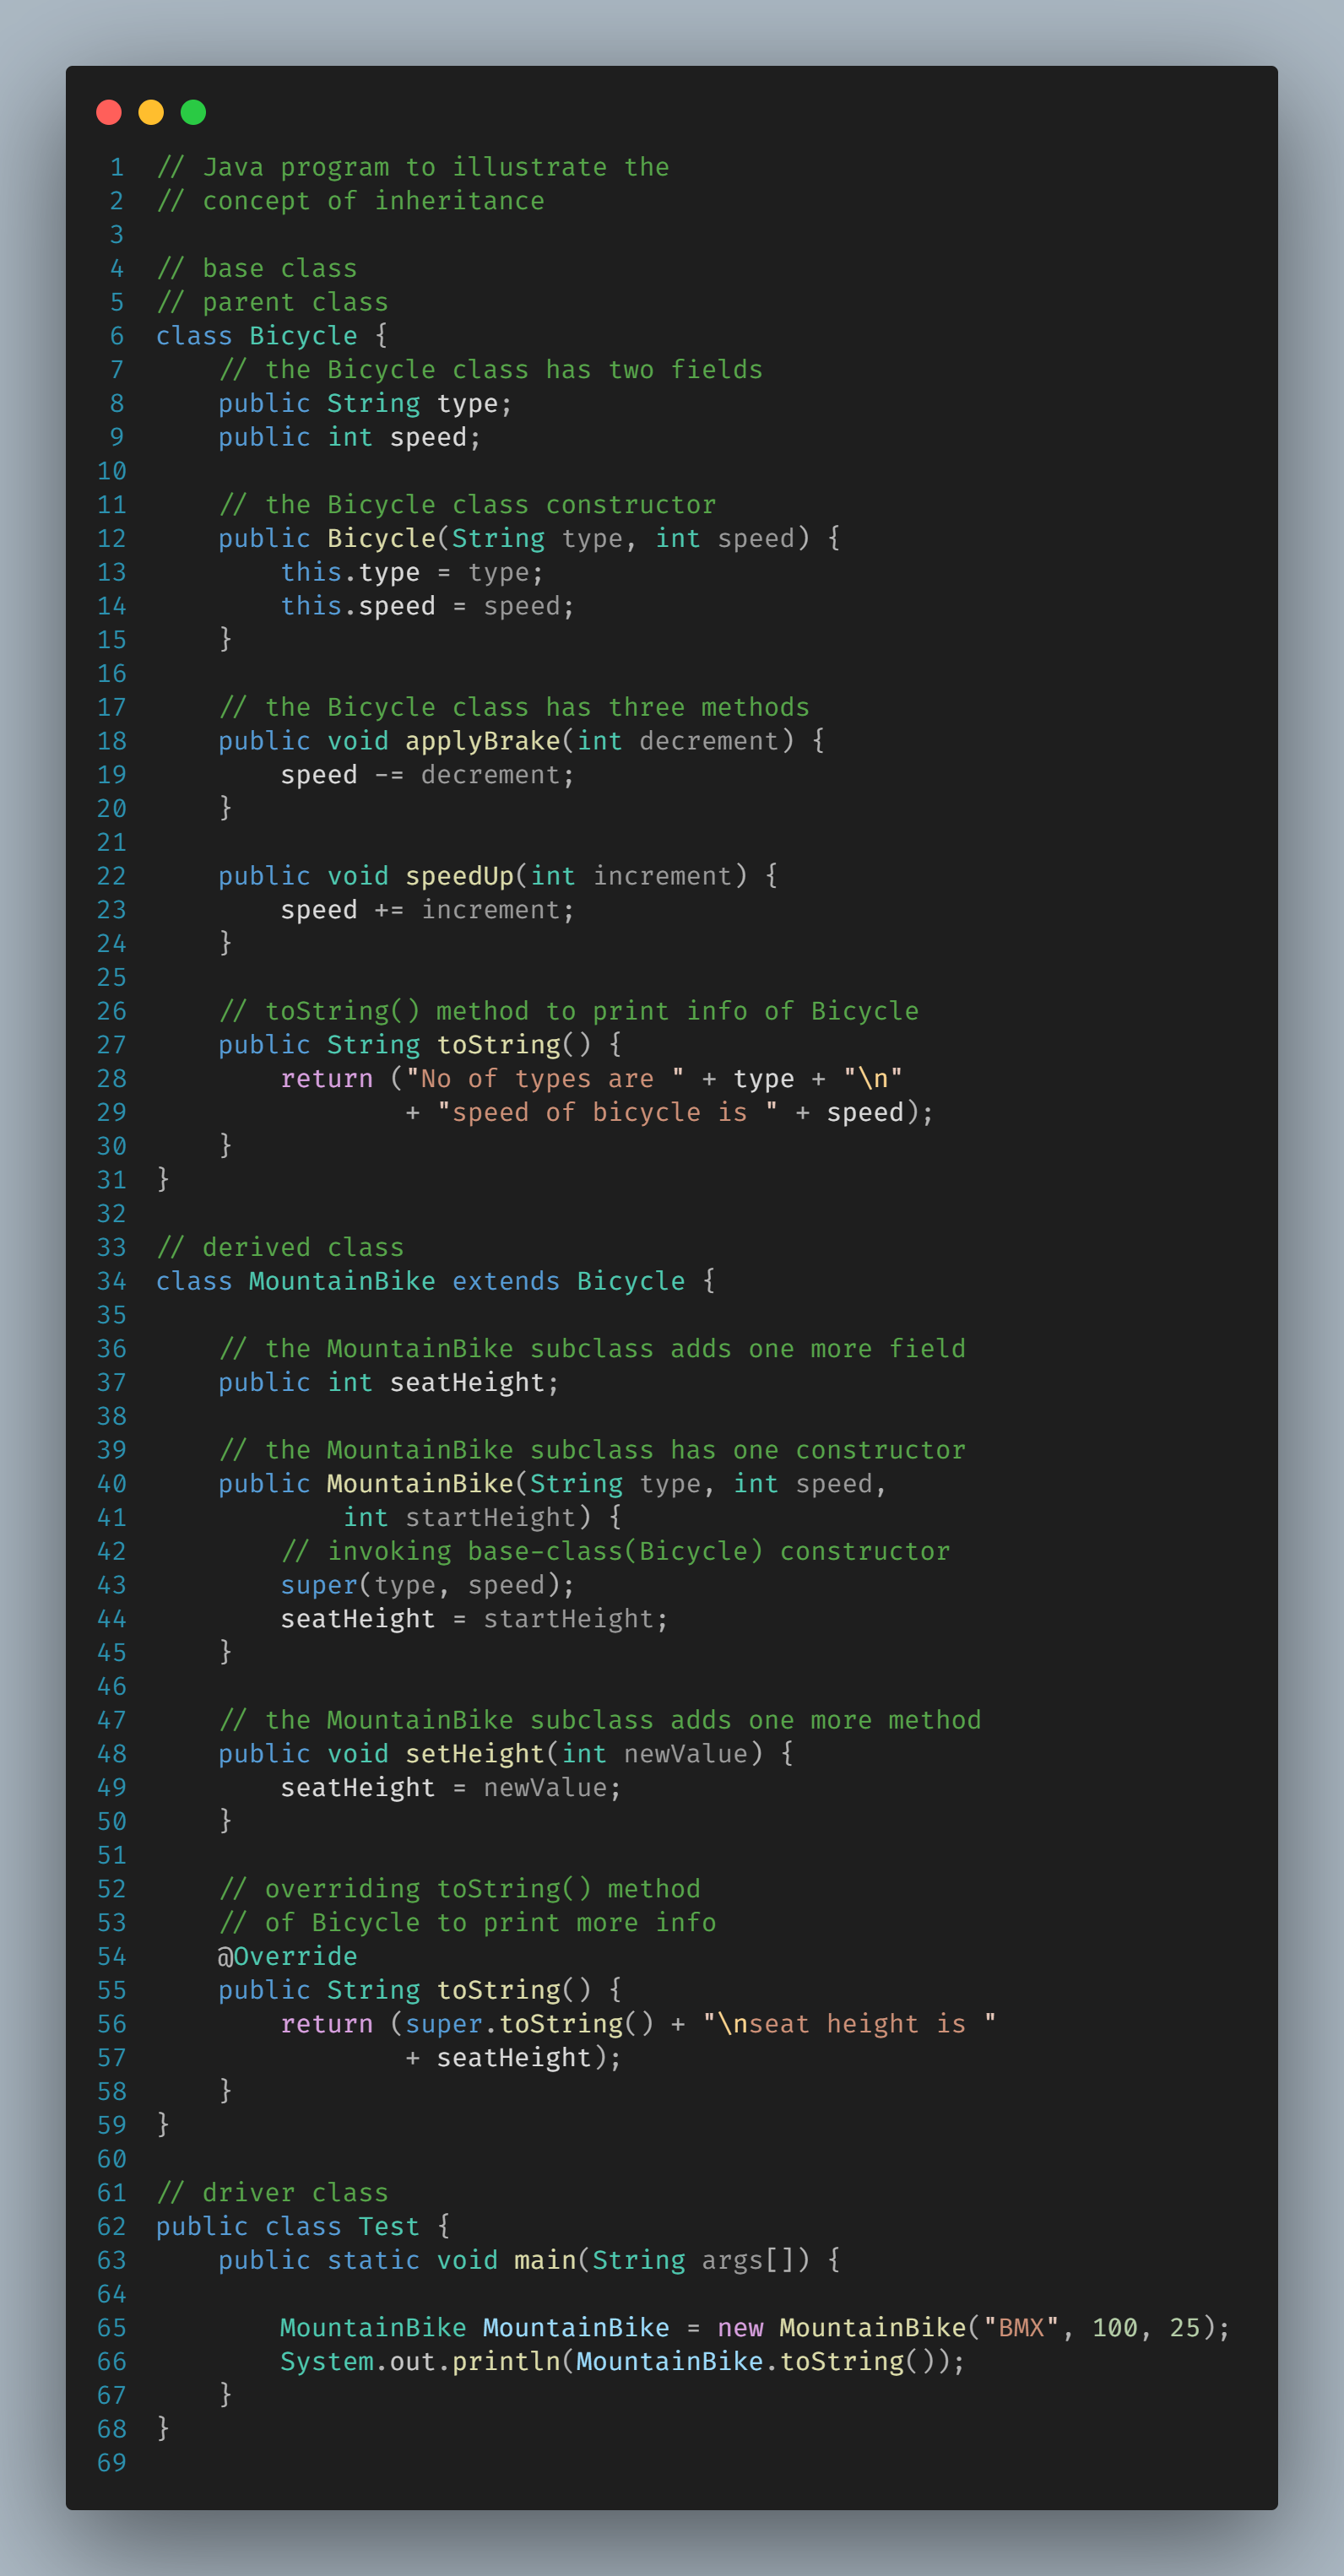 1 // Java program to illustrate the
2 // concept of inheritance
3
4 // base class
5 // parent class
6 class Bicycle {
7     // the Bicycle class has two fields
8     public String type;
9     public int speed;
10
11     // the Bicycle class constructor
12     public Bicycle(String type, int speed) {
13         this.type = type;
14         this.speed = speed;
15     }
16
17     // the Bicycle class has three methods
18     public void applyBrake(int decrement) {
19         speed -= decrement;
20     }
21
22     public void speedUp(int increment) {
23         speed += increment;
24     }
25
26     // toString() method to print info of Bicycle
27     public String toString() {
28         return ("No of types are " + type + "\n"
29                 + "speed of bicycle is " + speed);
30     }
31 }
32
33 // derived class
34 class MountainBike extends Bicycle {
35
36     // the MountainBike subclass adds one more field
37     public int seatHeight;
38
39     // the MountainBike subclass has one constructor
40     public MountainBike(String type, int speed,
41             int startHeight) {
42         // invoking base-class(Bicycle) constructor
43         super(type, speed);
44         seatHeight = startHeight;
45     }
46
47     // the MountainBike subclass adds one more method
48     public void setHeight(int newValue) {
49         seatHeight = newValue;
50     }
51
52     // overriding toString() method
53     // of Bicycle to print more info
54     @Override
55     public String toString() {
56         return (super.toString() + "\nseat height is "
57                 + seatHeight);
58     }
59 }
60
61 // driver class
62 public class Test {
63     public static void main(String args[]) {
64
65         MountainBike MountainBike = new MountainBike("BMX", 100, 25);
66         System.out.println(MountainBike.toString());
67     }
68 }
69